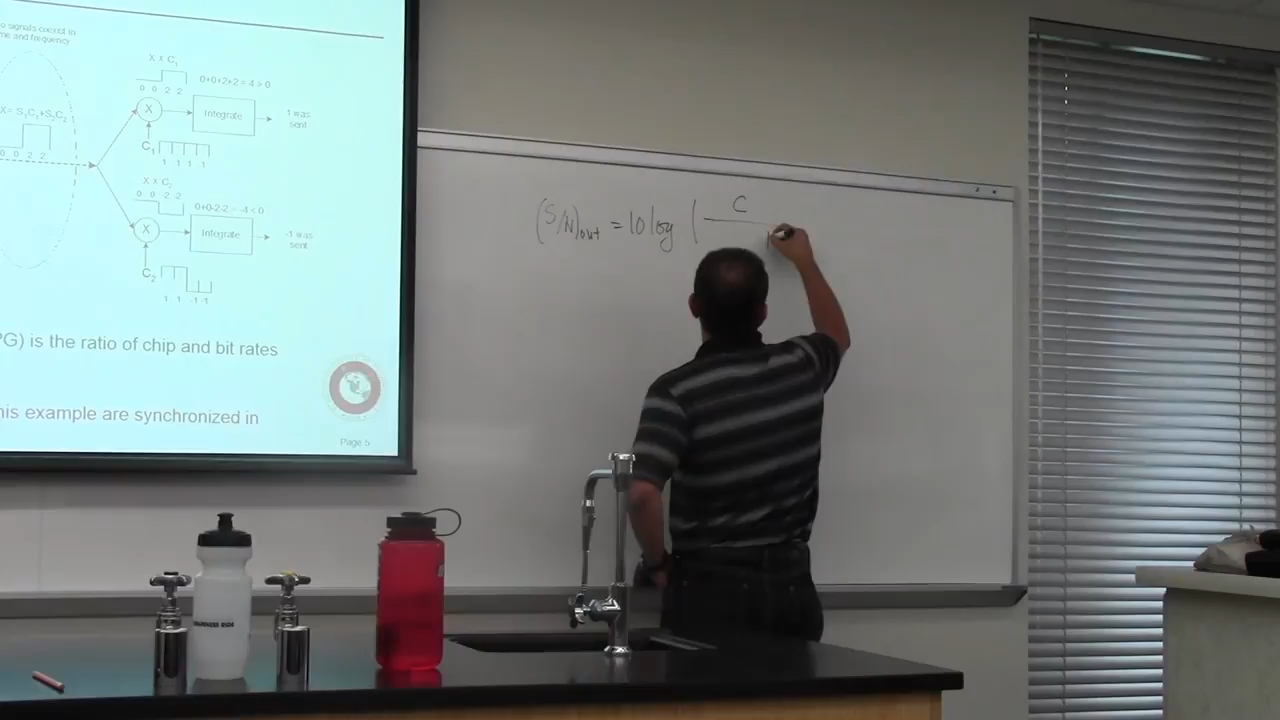 o signals coexist in
me and frequency
X x C1
0 0 2 2
0+0+2+2 = 4 > 0
X
Integrate
1 was
sent
X= S1C1+S2C2
0 0 2 2
C1
1 1 1 1
X x C2
0 0 -2 -2
0+0-2-2 = -4 < 0
X
Integrate
-1 was
sent
C2
1 1 -1 -1
PG) is the ratio of chip and bit rates
his example are synchronized in
Page 5
(S/N)out = 10 log ( C